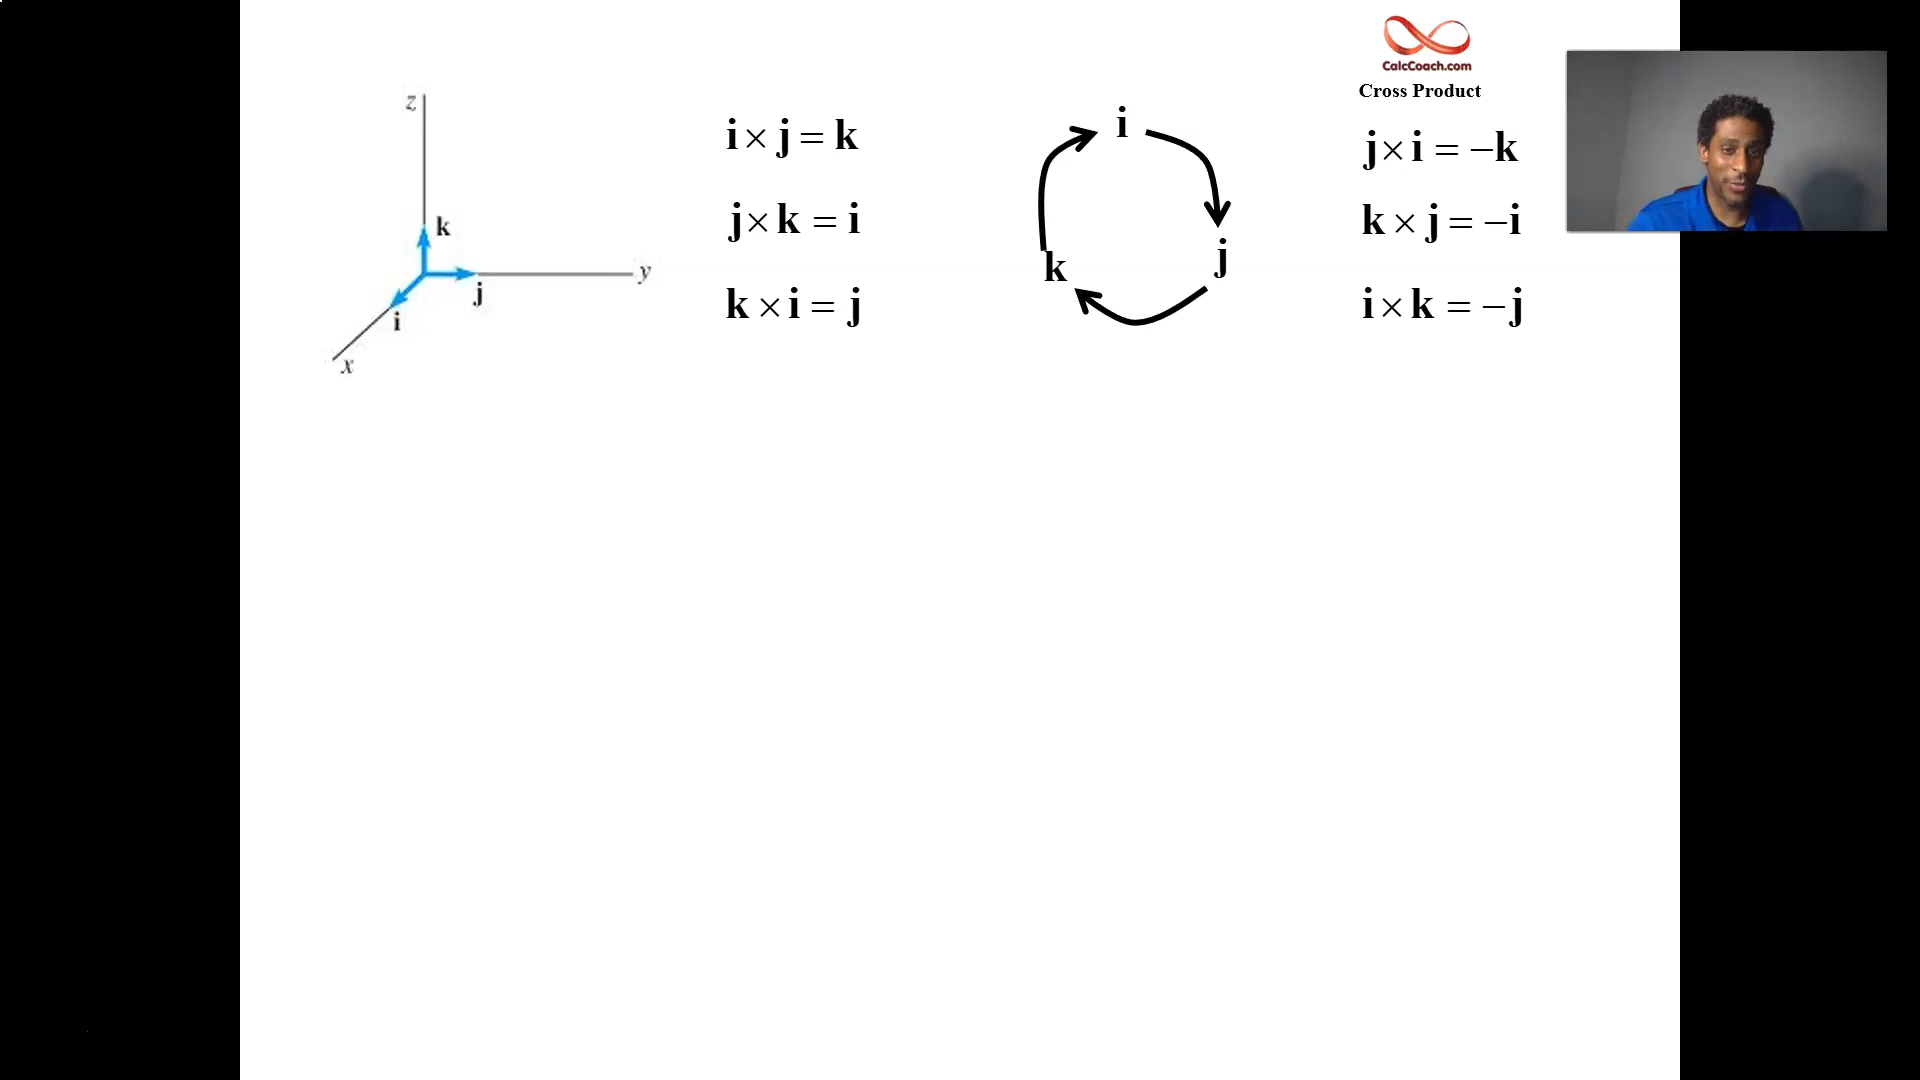 CalcCoach.com
Cross Product
z
k
y
j
i
x
i × j = k
j × k = i
k × i = j
i
j
k
j × i = −k
k × j = −i
i × k = −j